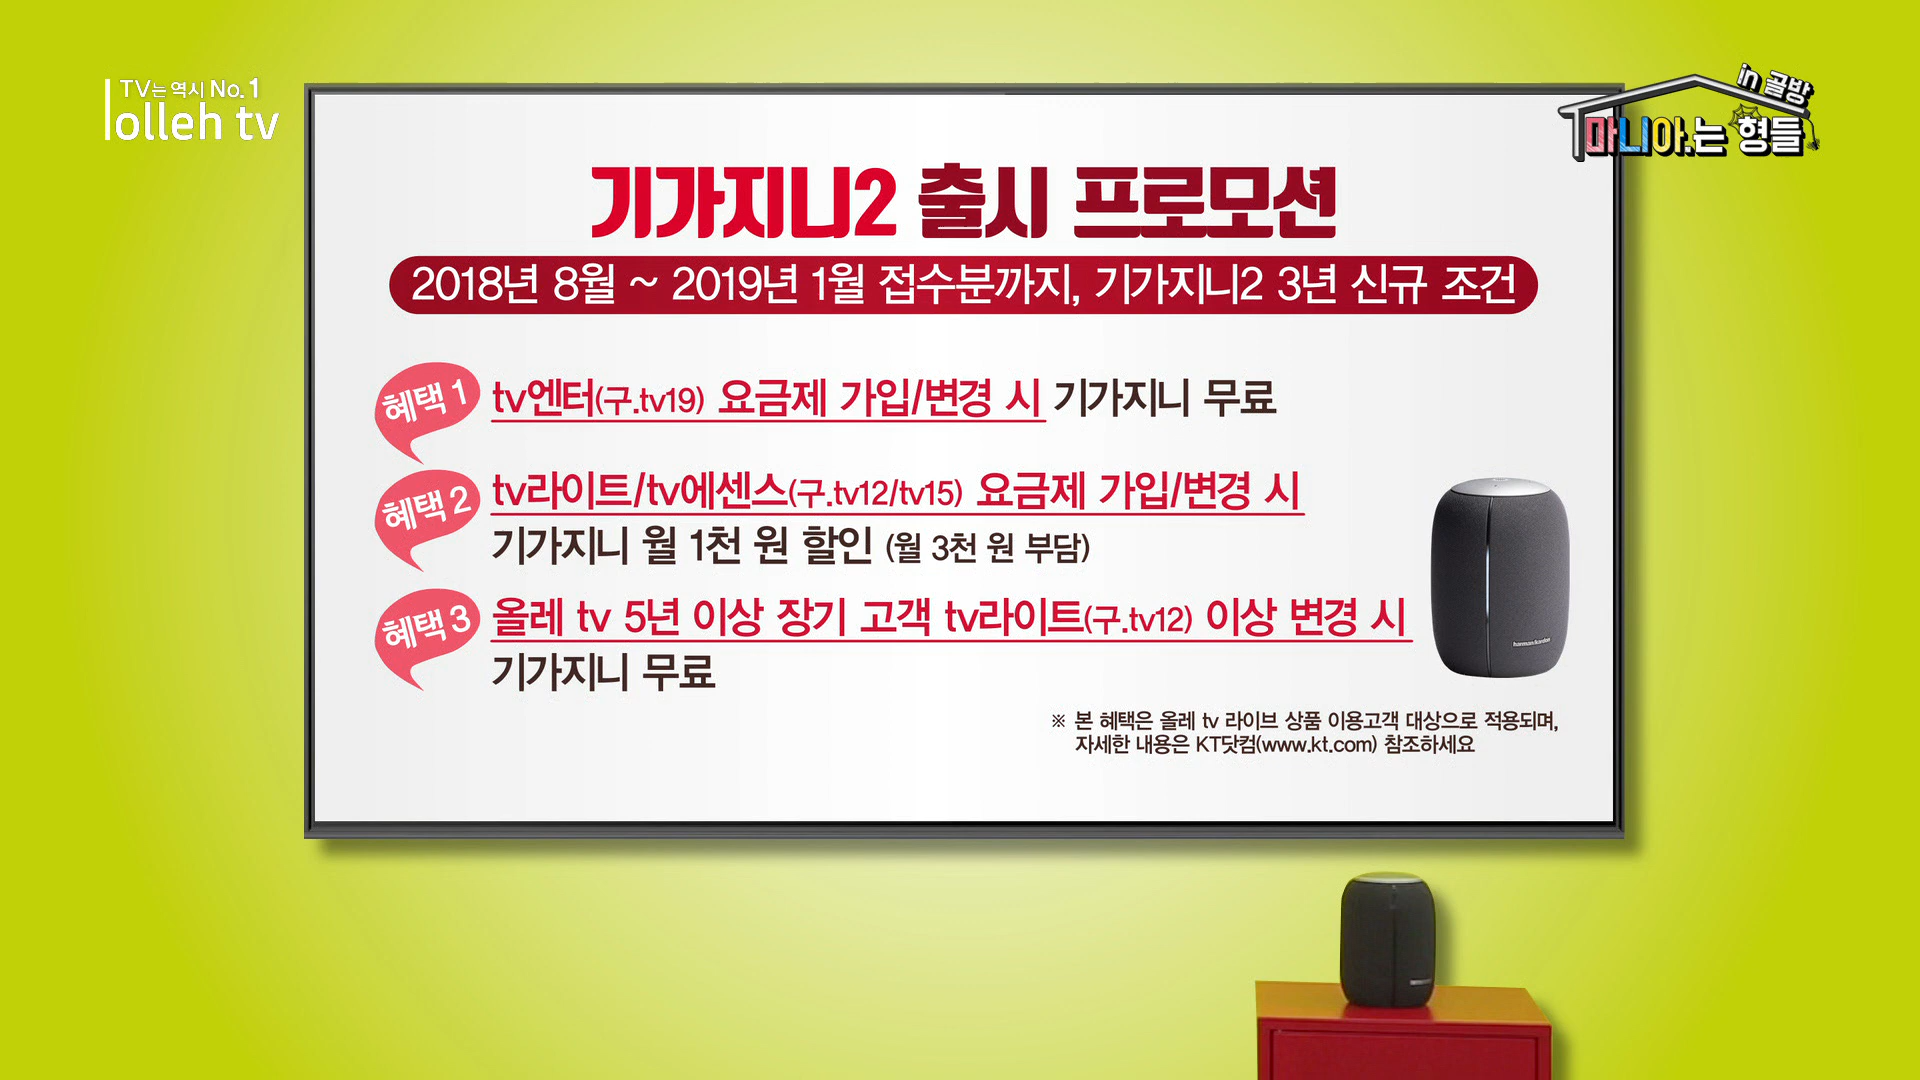 TV는 역시 No.1
olleh tv
in 골방
마니아.는 형들
기가지니2 출시 프로모션
2018년 8월 ~ 2019년 1월 접수분까지, 기가지니2 3년 신규 조건
혜택 1
tv엔터(구.tv19) 요금제 가입/변경 시 기가지니 무료
혜택 2
tv라이트/tv에센스(구.tv12/tv15) 요금제 가입/변경 시
기가지니 월 1천 원 할인 (월 3천 원 부담)
혜택 3
올레 tv 5년 이상 장기 고객 tv라이트(구.tv12) 이상 변경 시
기가지니 무료
harman/kardon
※ 본 혜택은 올레 tv 라이브 상품 이용고객 대상으로 적용되며,
자세한 내용은 KT닷컴(www.kt.com) 참조하세요